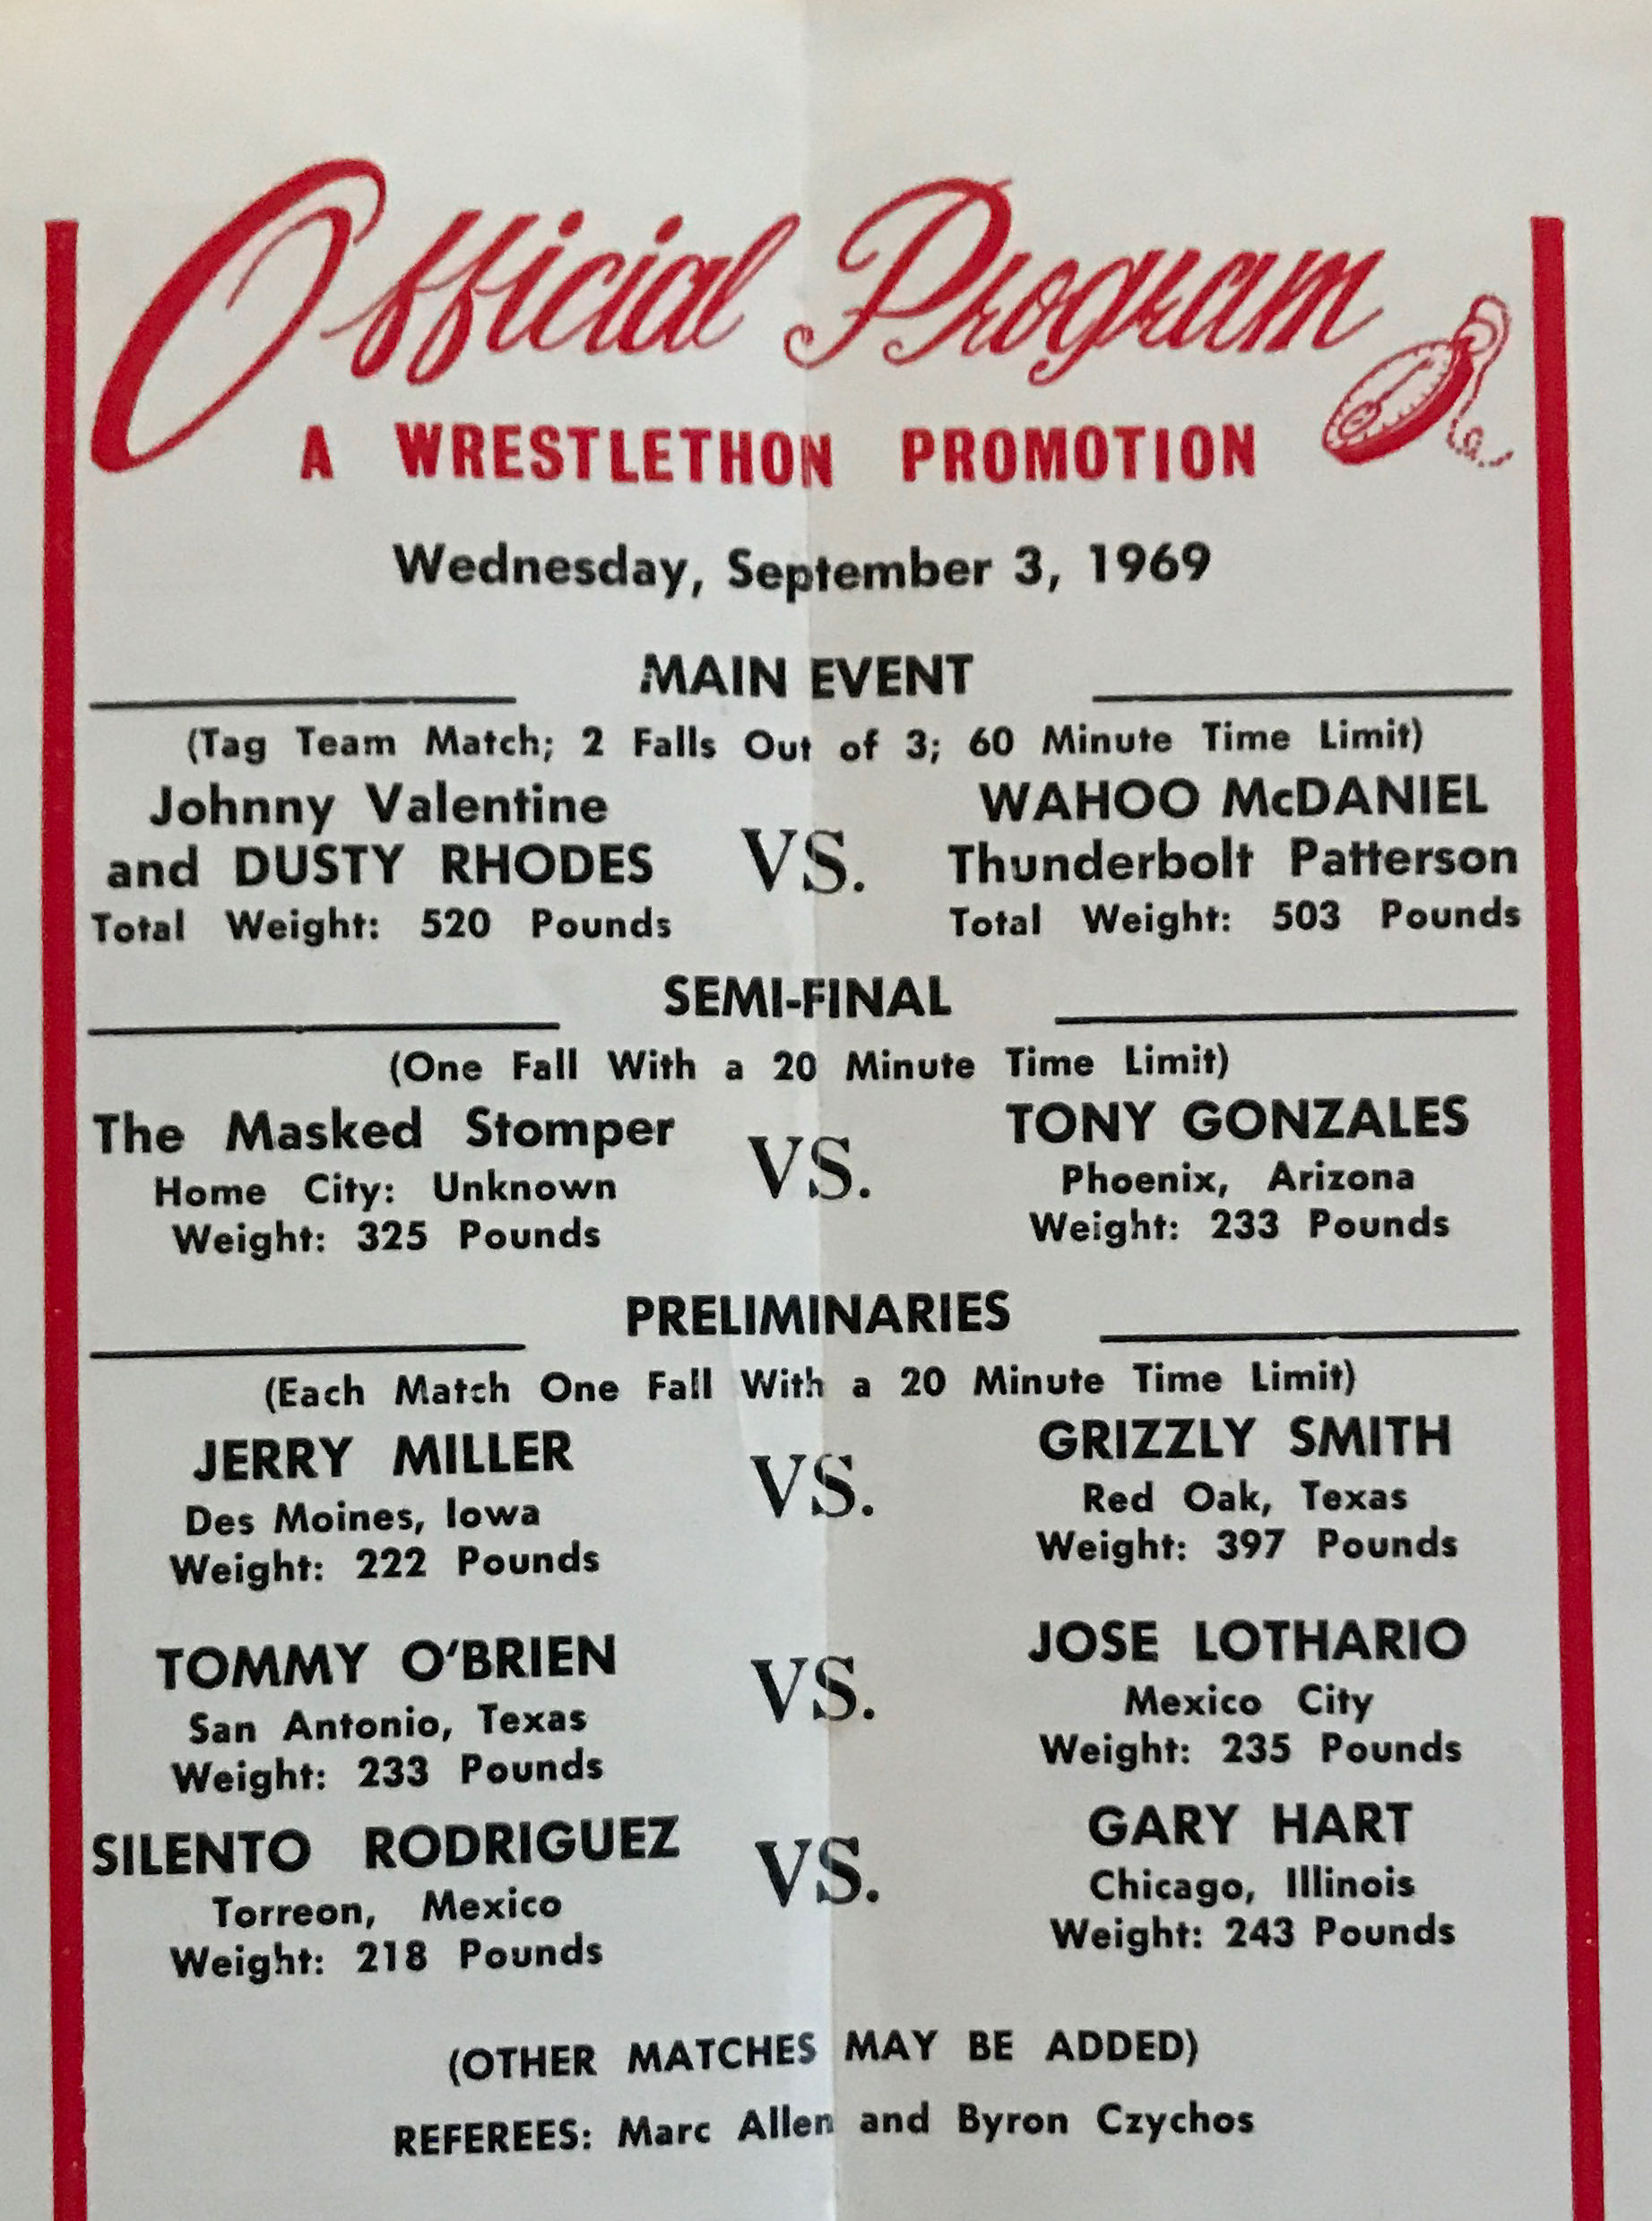 Official Program
A WRESTLETHON PROMOTION
Wednesday, September 3, 1969
MAIN EVENT
(Tag Team Match; 2 Falls Out of 3; 60 Minute Time Limit)
Johnny Valentine
and DUSTY RHODES
Total Weight: 520 Pounds
VS.
WAHOO McDANIEL
Thunderbolt Patterson
Total Weight: 503 Pounds
SEMI-FINAL
(One Fall With a 20 Minute Time Limit)
The Masked Stomper
Home City: Unknown
Weight: 325 Pounds
VS.
TONY GONZALES
Phoenix, Arizona
Weight: 233 Pounds
PRELIMINARIES
(Each Match One Fall With a 20 Minute Time Limit)
JERRY MILLER
Des Moines, Iowa
Weight: 222 Pounds
VS.
GRIZZLY SMITH
Red Oak, Texas
Weight: 397 Pounds
TOMMY O'BRIEN
San Antonio, Texas
Weight: 233 Pounds
VS.
JOSE LOTHARIO
Mexico City
Weight: 235 Pounds
SILENTO RODRIGUEZ
Torreon, Mexico
Weight: 218 Pounds
VS.
GARY HART
Chicago, Illinois
Weight: 243 Pounds
(OTHER MATCHES MAY BE ADDED)
REFEREES: Marc Allen and Byron Czychos